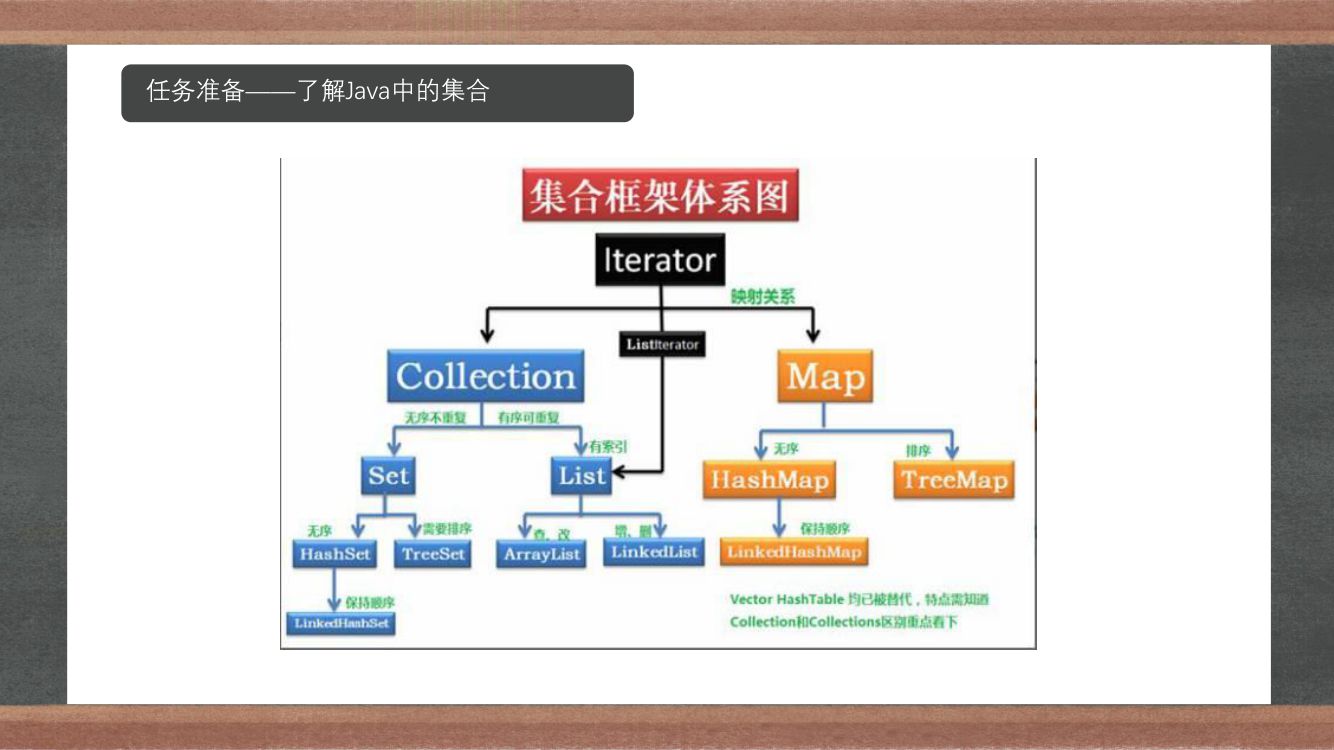 任务准备——了解Java中的集合
集合框架体系图
Iterator
映射关系
ListIterator
Collection
Map
无序不重复
有序可重复
有索引
无序
排序
Set
List
HashMap
TreeMap
无序
需要排序
查、改
增、删
保持顺序
HashSet
TreeSet
ArrayList
LinkedList
LinkedHashMap
保持顺序
LinkedHashSet
Vector HashTable 均已被替代，特点需知道
Collection和Collections区别重点看下